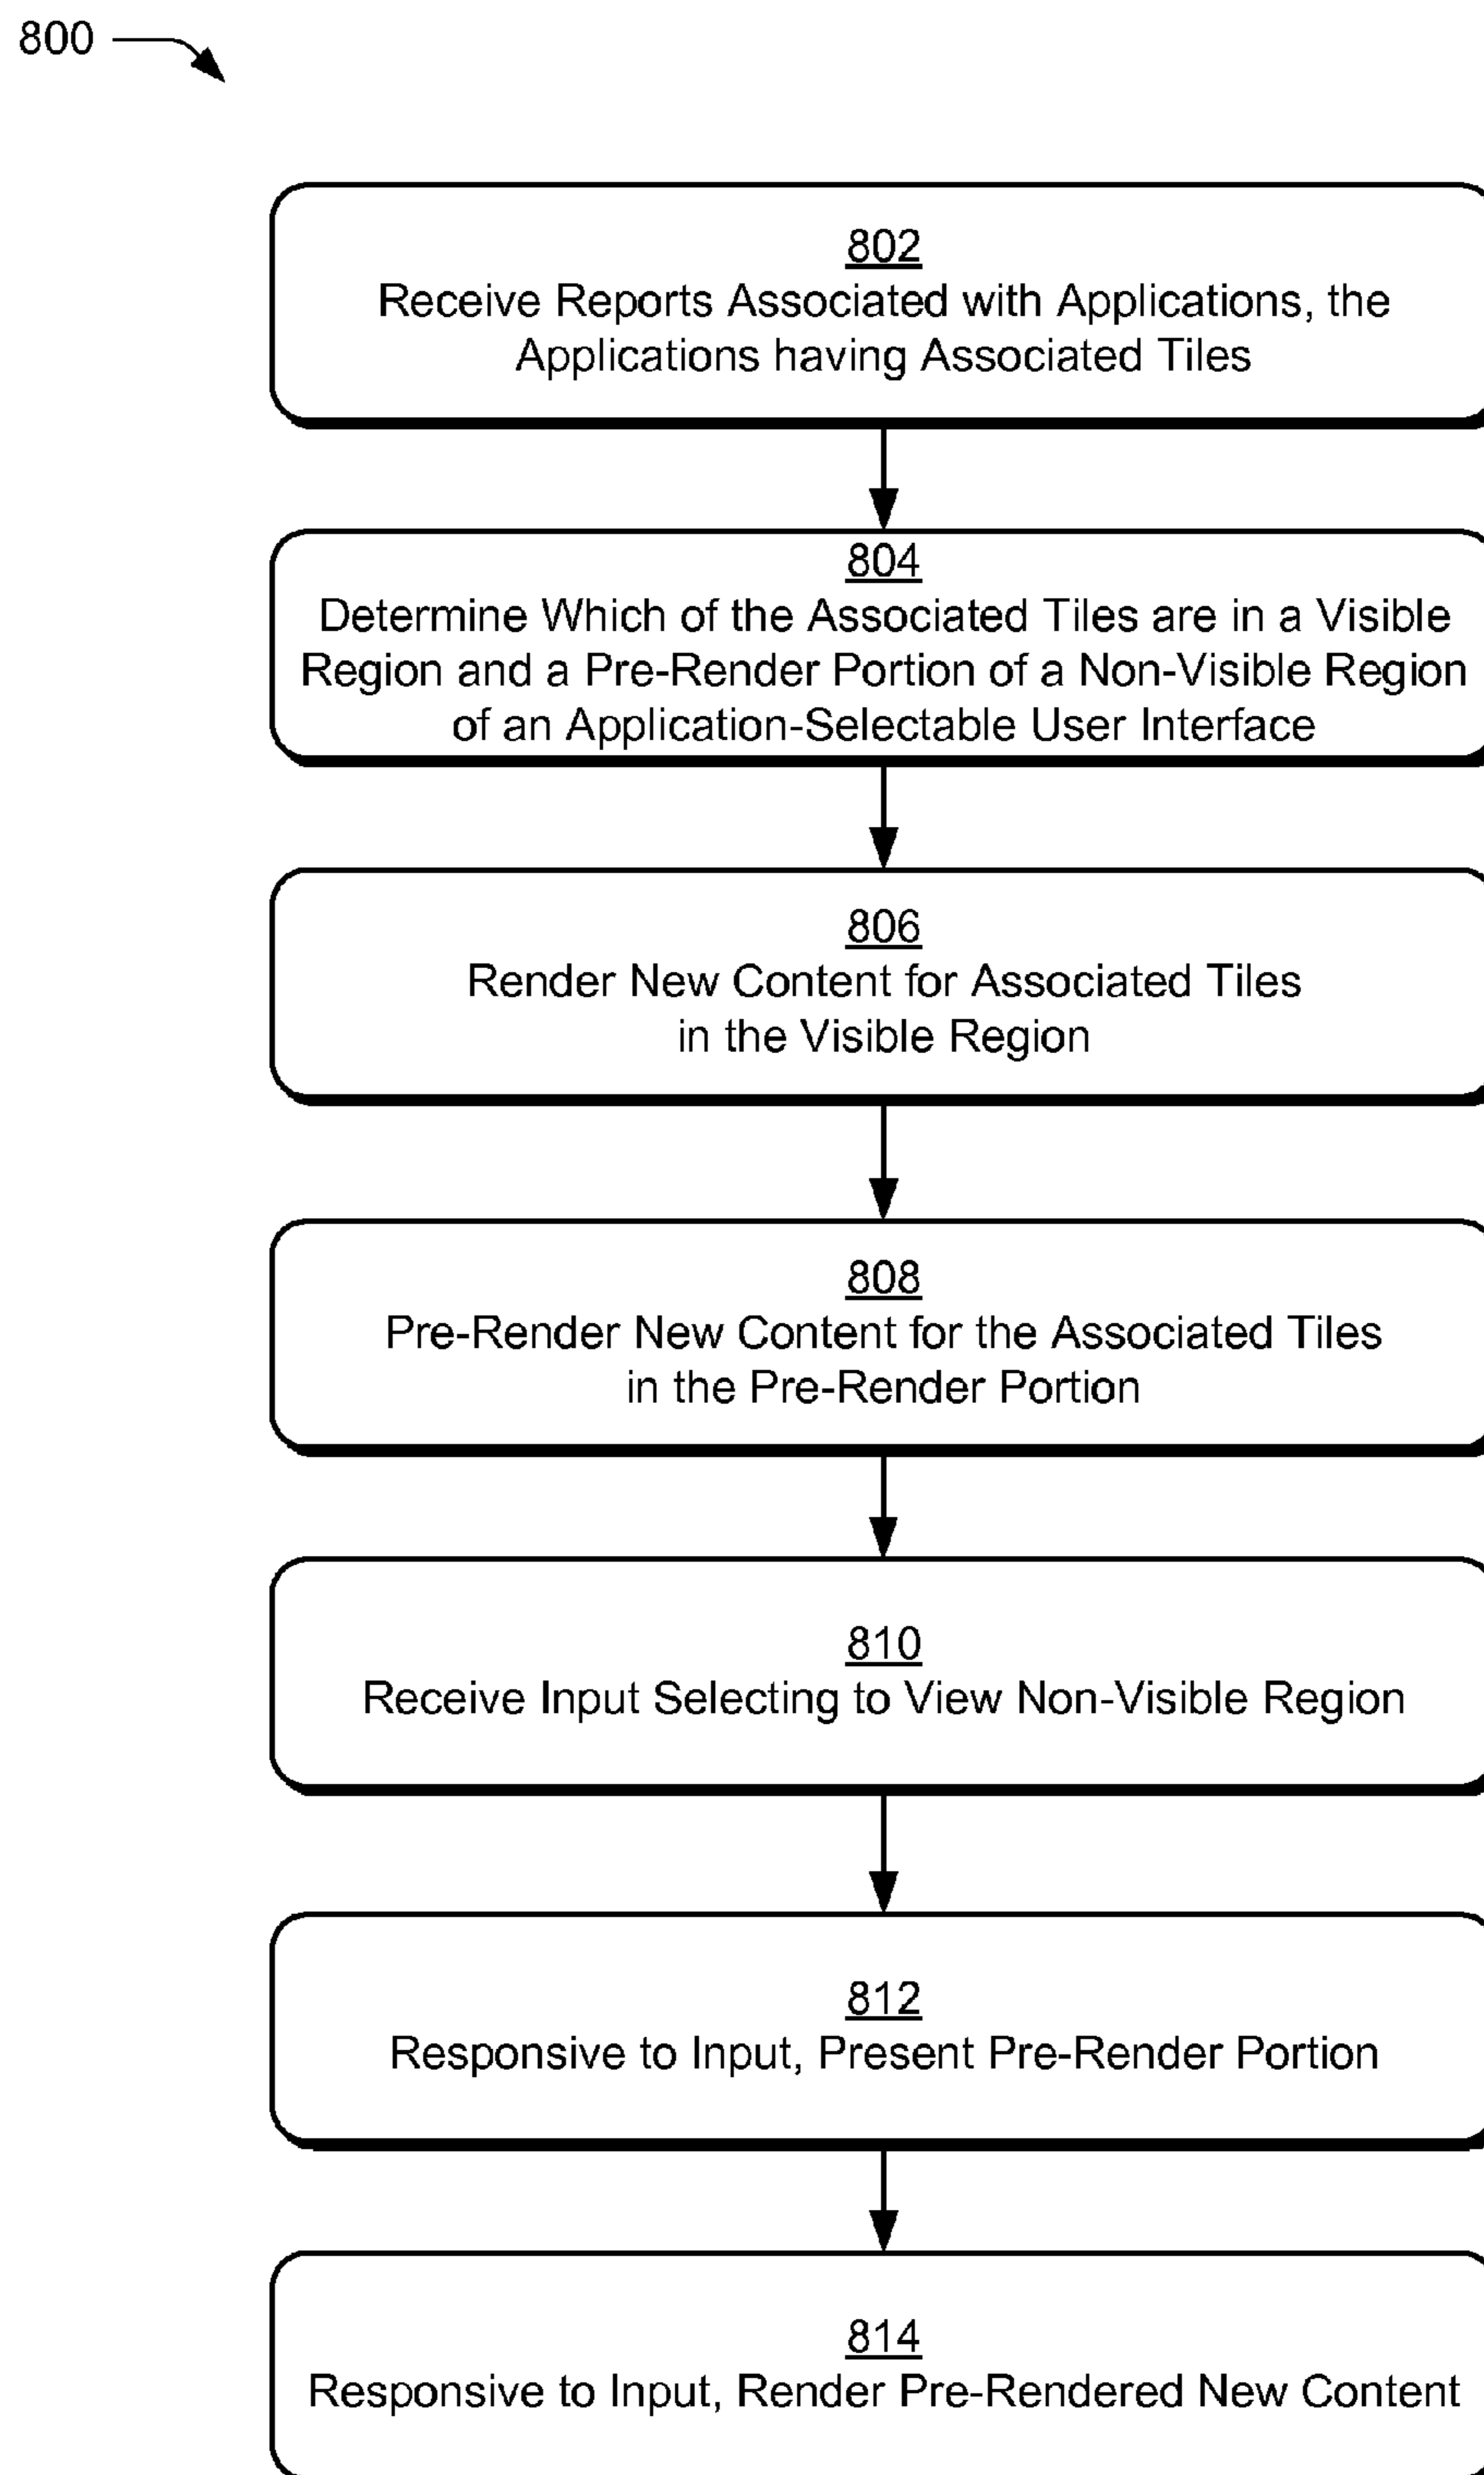 800
802
Receive Reports Associated with Applications, the
Applications having Associated Tiles
804
Determine Which of the Associated Tiles are in a Visible
Region and a Pre-Render Portion of a Non-Visible Region
of an Application-Selectable User Interface
806
Render New Content for Associated Tiles
in the Visible Region
808
Pre-Render New Content for the Associated Tiles
in the Pre-Render Portion
810
Receive Input Selecting to View Non-Visible Region
812
Responsive to Input, Present Pre-Render Portion
814
Responsive to Input, Render Pre-Rendered New Content